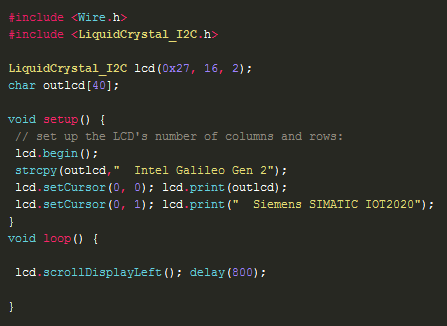 #include <Wire.h>
#include <LiquidCrystal_I2C.h>
LiquidCrystal_I2C lcd(0x27, 16, 2);
char outlcd[40];
void setup() {
// set up the LCD's number of columns and rows:
lcd.begin();
strcpy(outlcd,"  Intel Galileo Gen 2");
lcd.setCursor(0, 0); lcd.print(outlcd);
lcd.setCursor(0, 1); lcd.print("  Siemens SIMATIC IOT2020");
}
void loop() {
lcd.scrollDisplayLeft(); delay(800);
}